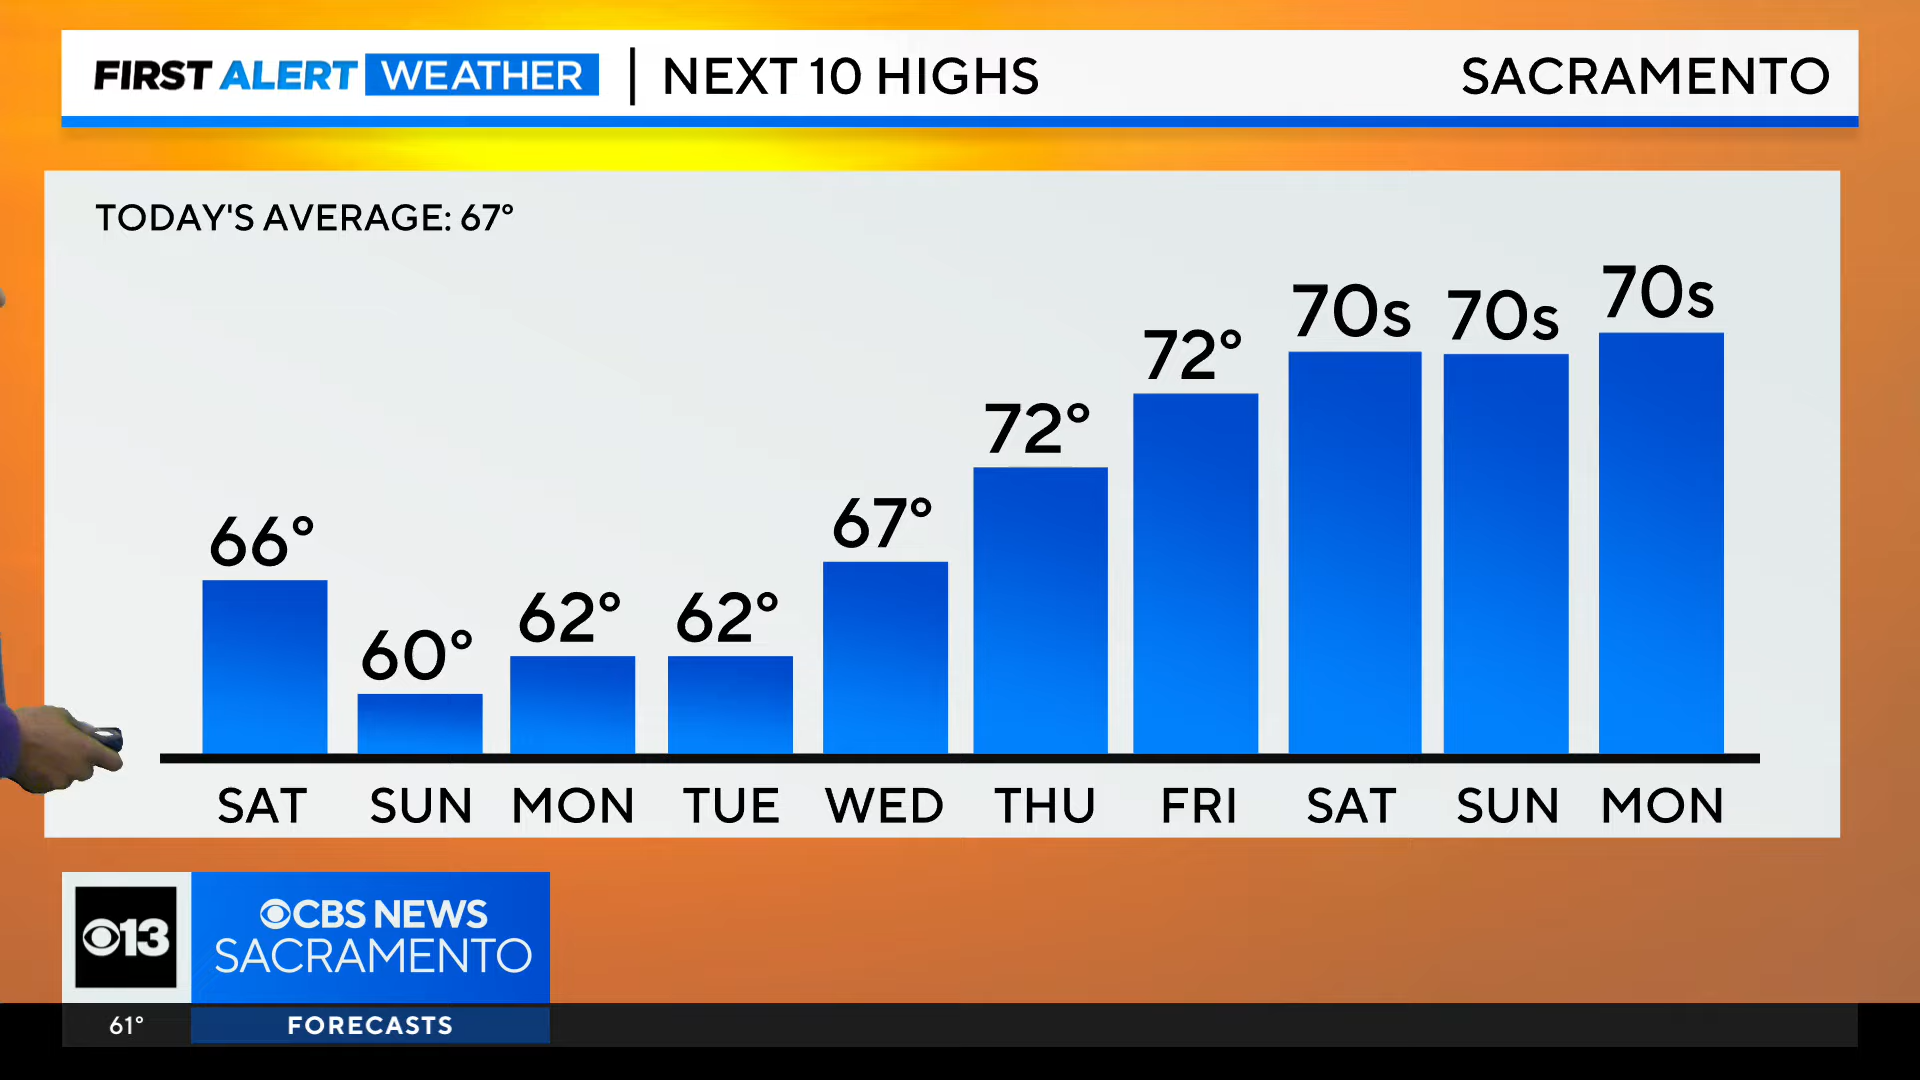 FIRST ALERT WEATHER | NEXT 10 HIGHS SACRAMENTO
TODAY'S AVERAGE: 67°
66° 60° 62° 62° 67° 72° 72° 70s 70s 70s
SAT SUN MON TUE WED THU FRI SAT SUN MON
13
CBS NEWS
SACRAMENTO
61° FORECASTS